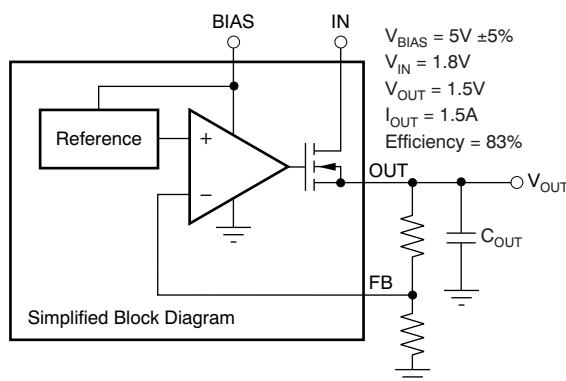 BIAS
IN
V_BIAS = 5V ±5%
V_IN = 1.8V
V_OUT = 1.5V
I_OUT = 1.5A
Efficiency = 83%
Reference
+
−
OUT
V_OUT
C_OUT
FB
Simplified Block Diagram